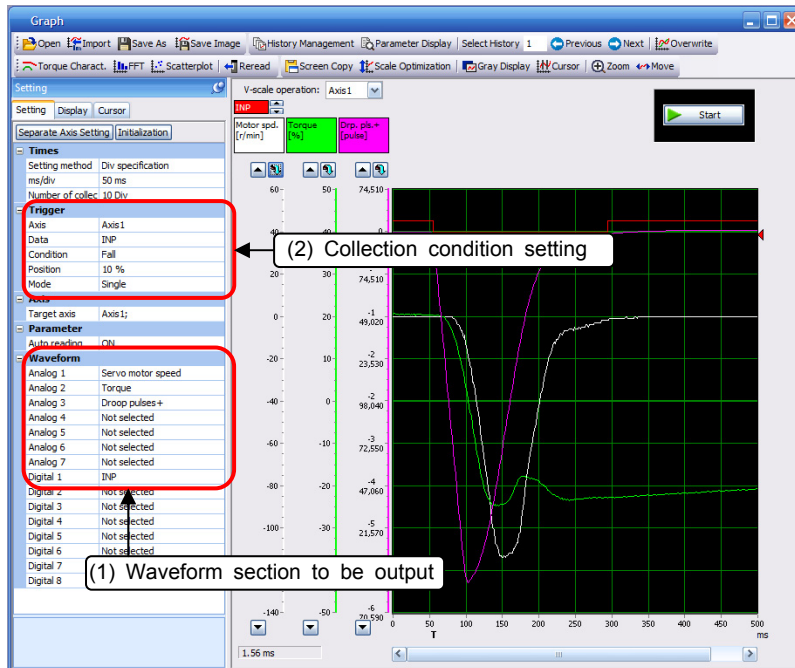 Graph
Open Import Save As Save Image History Management Parameter Display Select History 1 Previous Next Overwrite
Torque Charact. FFT Scatterplot Reread Screen Copy Scale Optimization Gray Display Cursor Zoom Move
Setting
Setting Display Cursor
Separate Axis Setting Initialization
Times
Setting method Div specification
ms/div 50 ms
Number of collec 10 Div
Trigger
Axis Axis1
Data INP
Condition Fall
Position 10 %
Mode Single
Axis
Target axis Axis1;
Parameter
Auto reading ON
Waveform
Analog 1 Servo motor speed
Analog 2 Torque
Analog 3 Droop pulses+
Analog 4 Not selected
Analog 5 Not selected
Analog 6 Not selected
Analog 7 Not selected
Digital 1 INP
Digital 2 Not selected
Digital 3 Not selected
Digital 4 Not selected
Digital 5 Not selected
Digital 6
Digital 7
Digital 8
V-scale operation: Axis1
INP
Motor spd. [r/min] Torque [%] Drp. pls.+ [pulse]
Start
60 50 74,510
40 0
(2) Collection condition setting
20 30 74,510
0 20 -1 49,020
-20 10 -2 23,530
-40 0 -2 98,040
-60 -10 -3 72,550
-80 -20 -4 47,060
-100 -30 -5 21,570
(1) Waveform section to be output
-140 -50 -6 70,590
0 50 100 150 200 250 300 350 400 450 500
T ms
1.56 ms